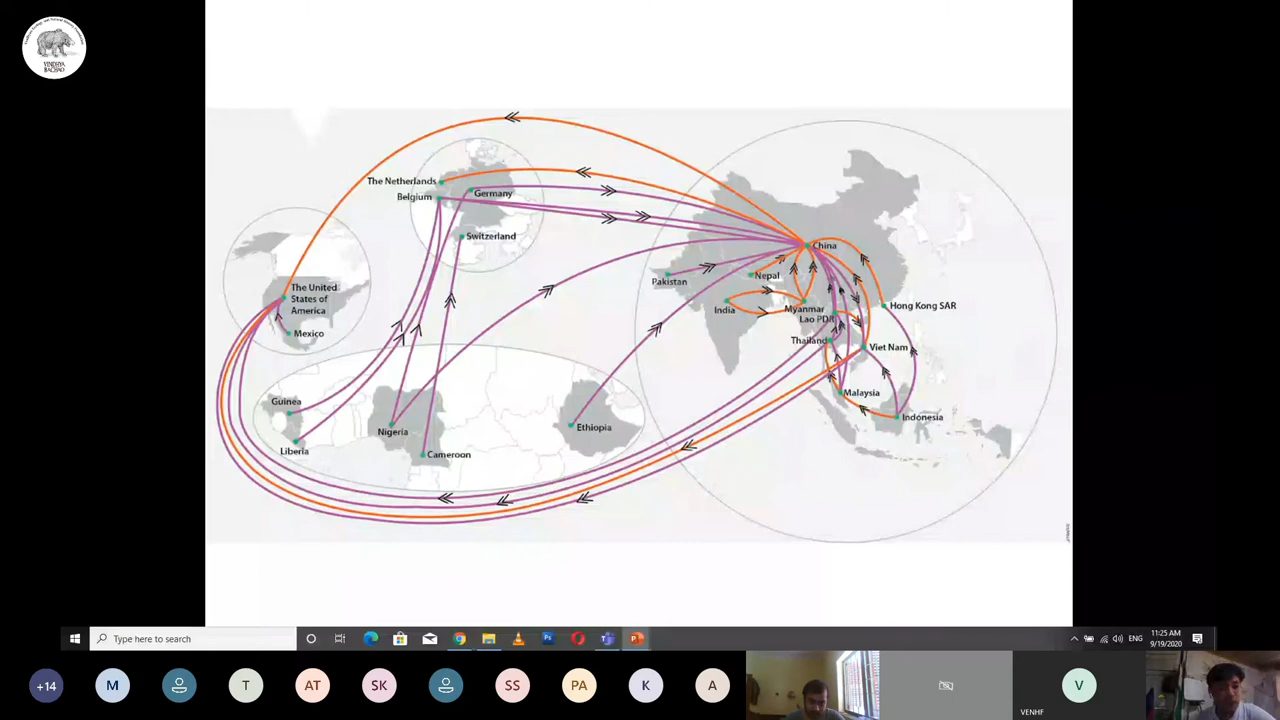 VINDHYA
BACHAO
The Netherlands
Belgium
Germany
Switzerland
The United
States of
America
Mexico
Guinea
Liberia
Nigeria
Cameroon
Ethiopia
Pakistan
Nepal
India
China
Myanmar
Lao PDR
Thailand
Hong Kong SAR
Viet Nam
Malaysia
Indonesia
Type here to search
ENG
11:25 AM
9/19/2020
+14
M
T
AT
SK
SS
PA
K
A
V
VENHF